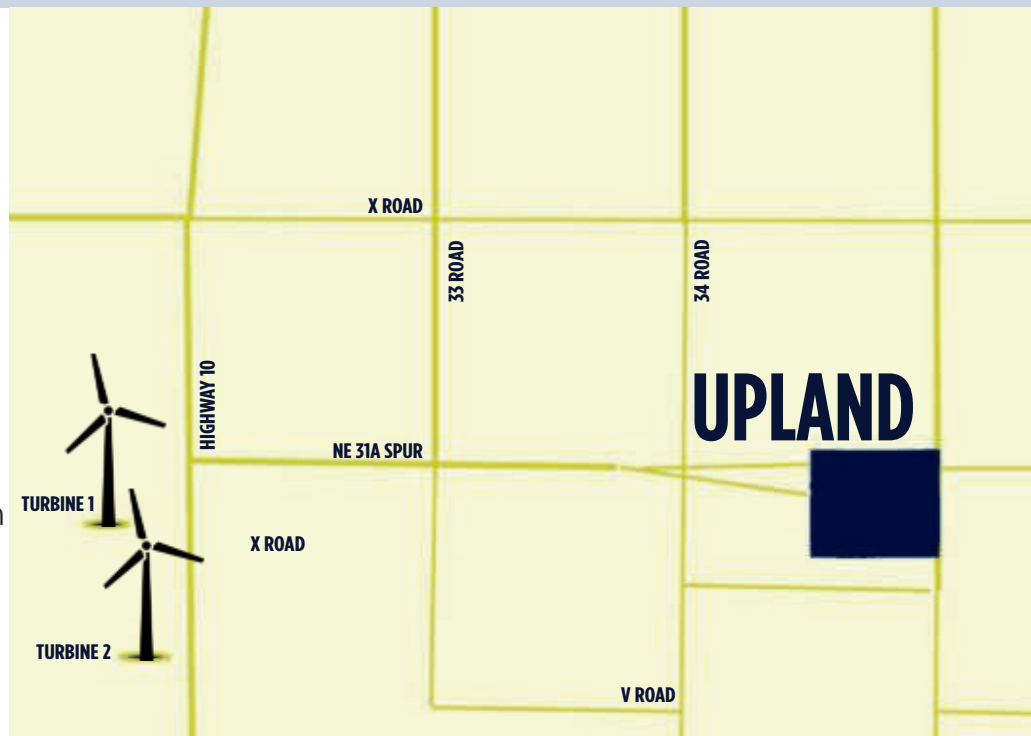 X ROAD
33 ROAD
34 ROAD
HIGHWAY 10
UPLAND
NE 31A SPUR
TURBINE 1
X ROAD
TURBINE 2
V ROAD